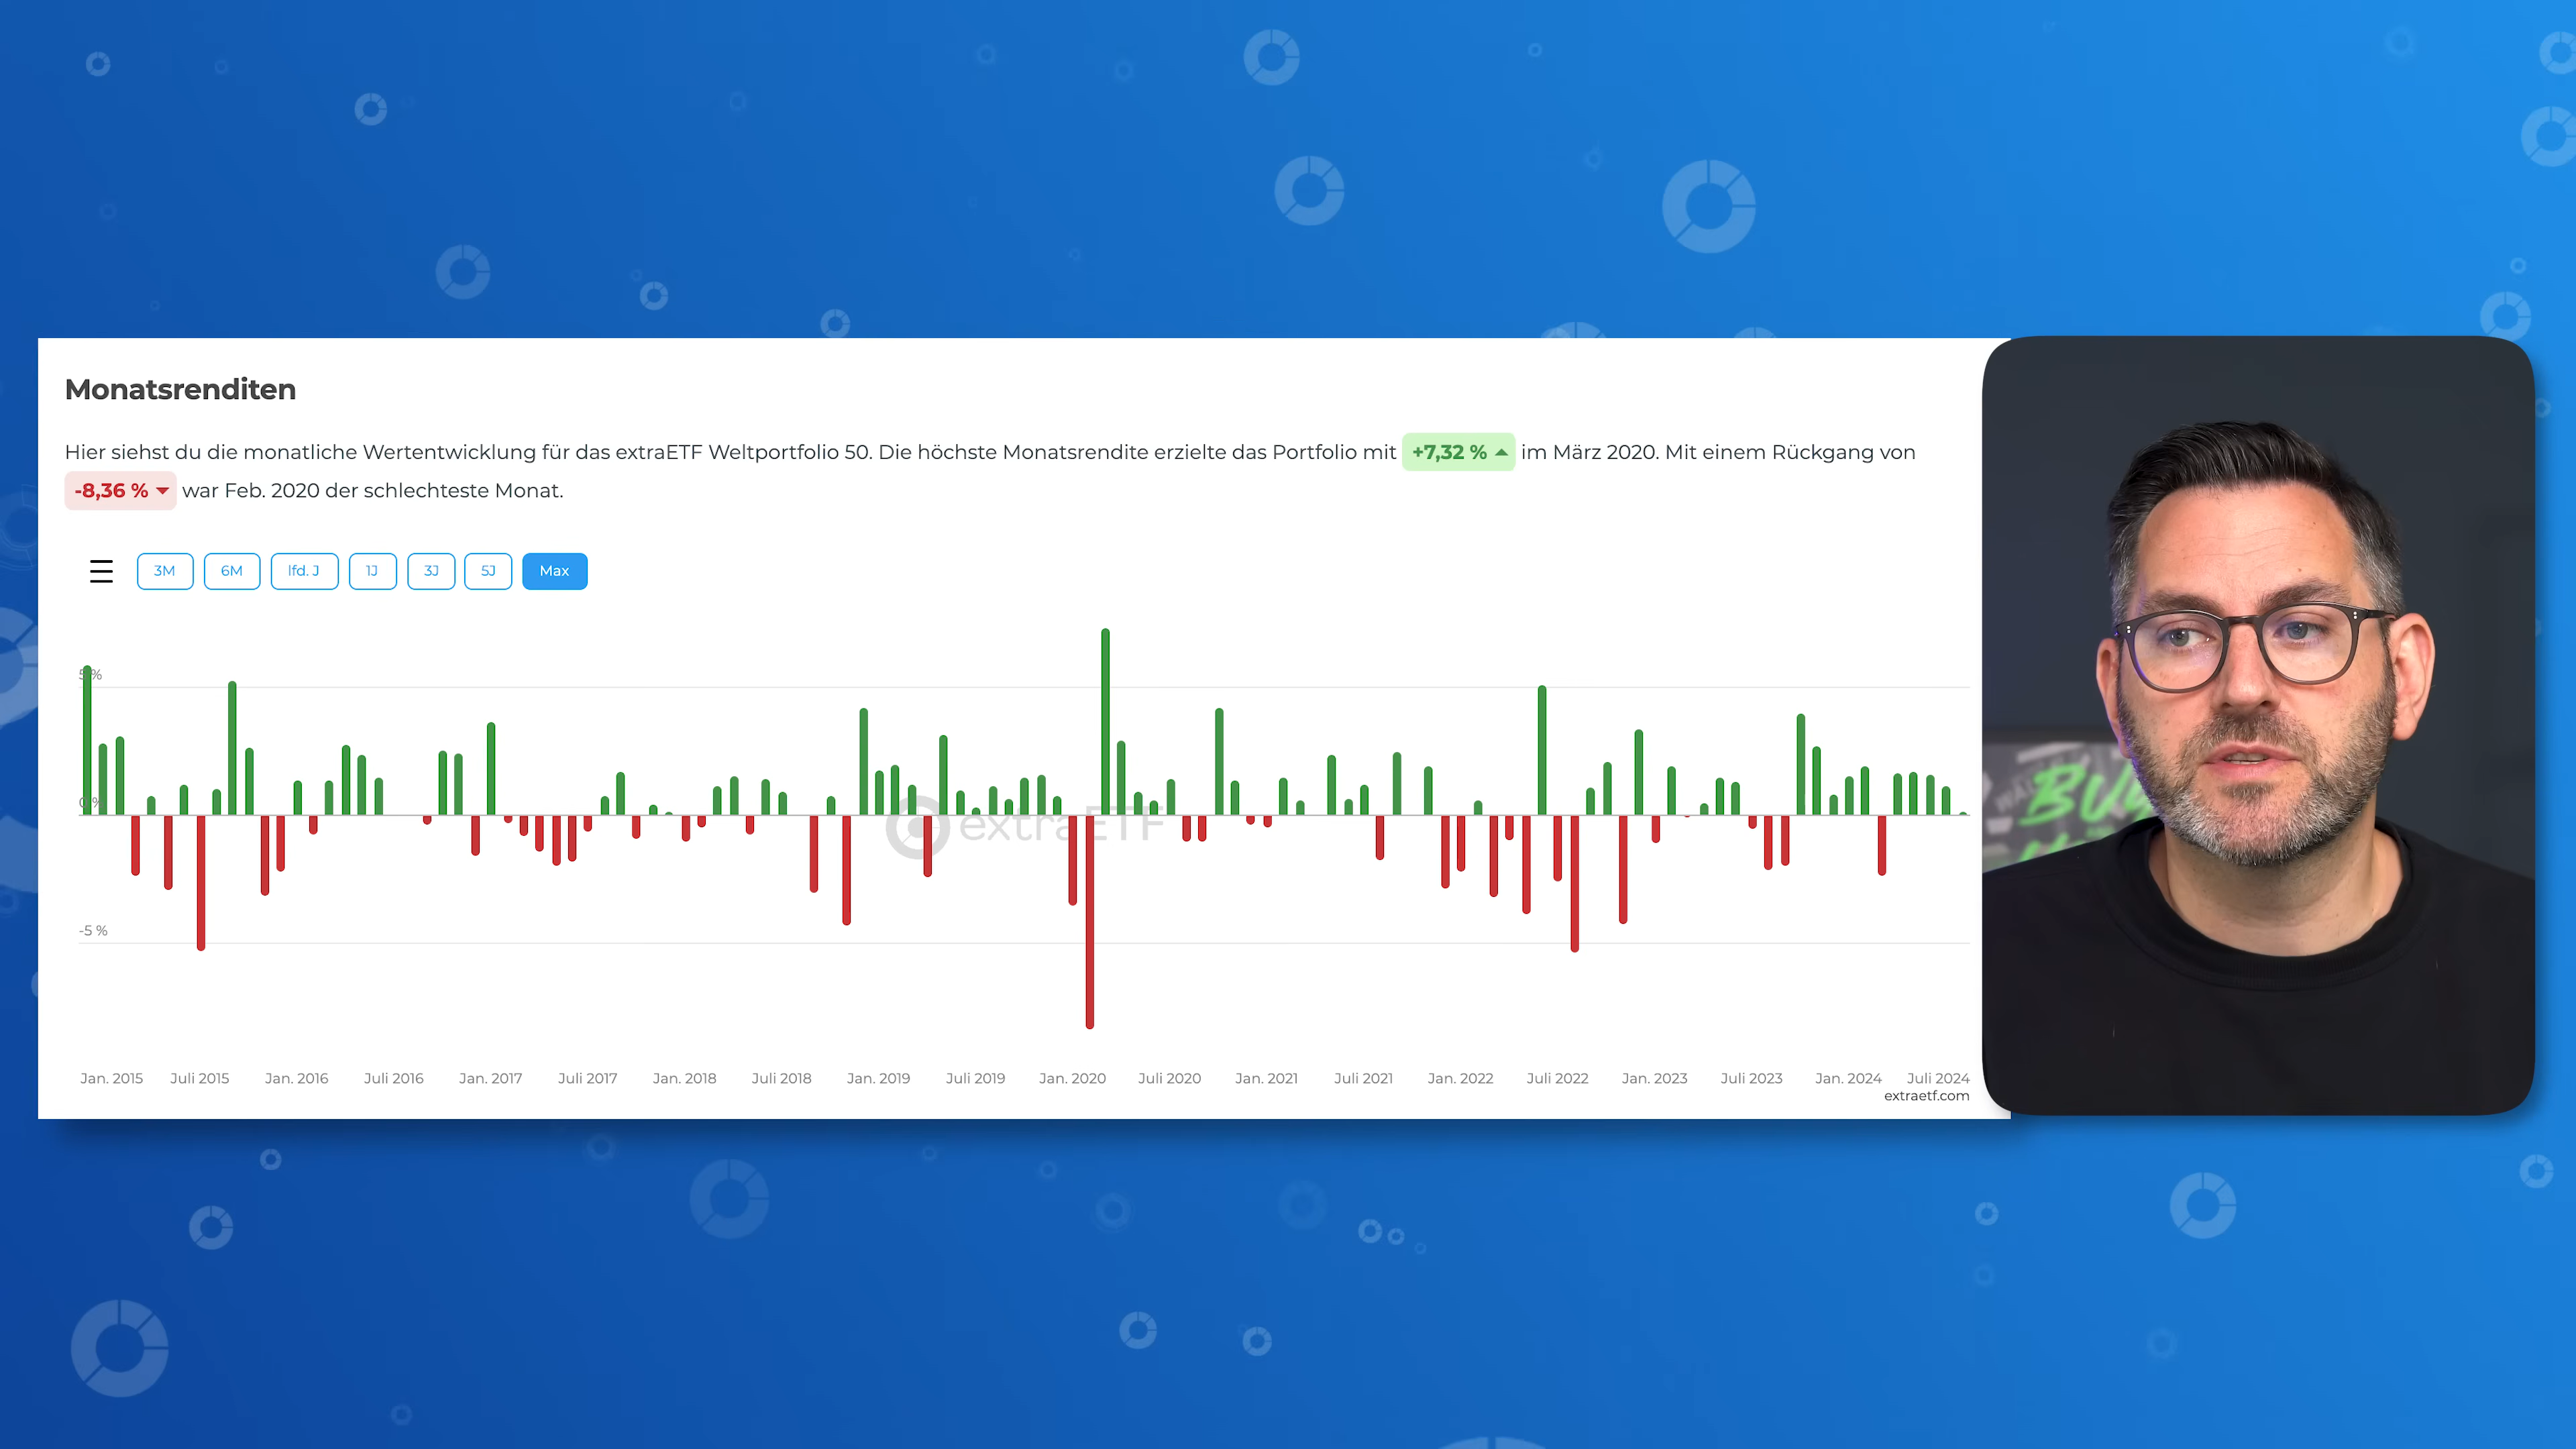 Monatsrenditen
Hier siehst du die monatliche Wertentwicklung für das extraETF Weltportfolio 50. Die höchste Monatsrendite erzielte das Portfolio mit +7,32 % im März 2020. Mit einem Rückgang von
-8,36 % war Feb. 2020 der schlechteste Monat.
3M 6M lfd. J 1J 3J 5J Max
5 %
0 %
extraETF
-5 %
Jan. 2015 Juli 2015 Jan. 2016 Juli 2016 Jan. 2017 Juli 2017 Jan. 2018 Juli 2018 Jan. 2019 Juli 2019 Jan. 2020 Juli 2020 Jan. 2021 Juli 2021 Jan. 2022 Juli 2022 Jan. 2023 Juli 2023 Jan. 2024 Juli 2024
extraetf.com